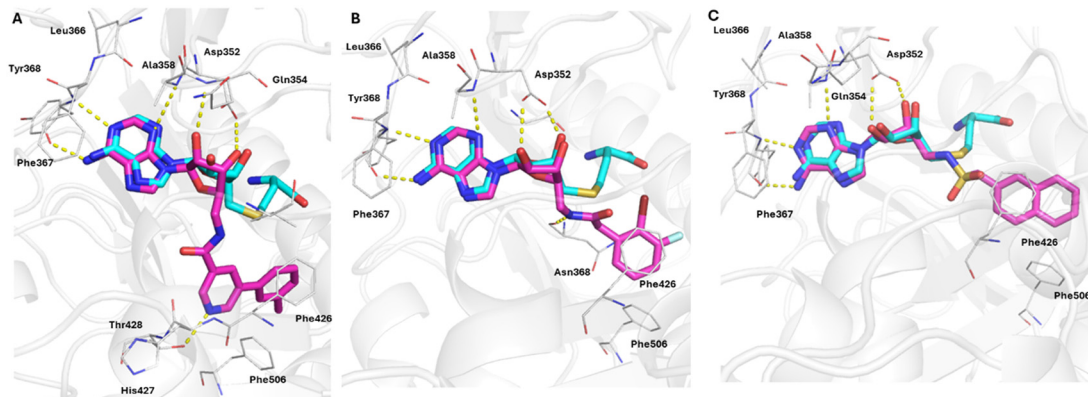 A
Leu366
Asp352
Tyr368
Ala358
Gln354
Phe367
Phe426
Thr428
His427
Phe506
B
Leu366
Ala358
Asp352
Tyr368
Phe367
Asn368
Phe426
Phe506
C
Leu366
Ala358
Asp352
Tyr368
Gln354
Phe367
Phe426
Phe506